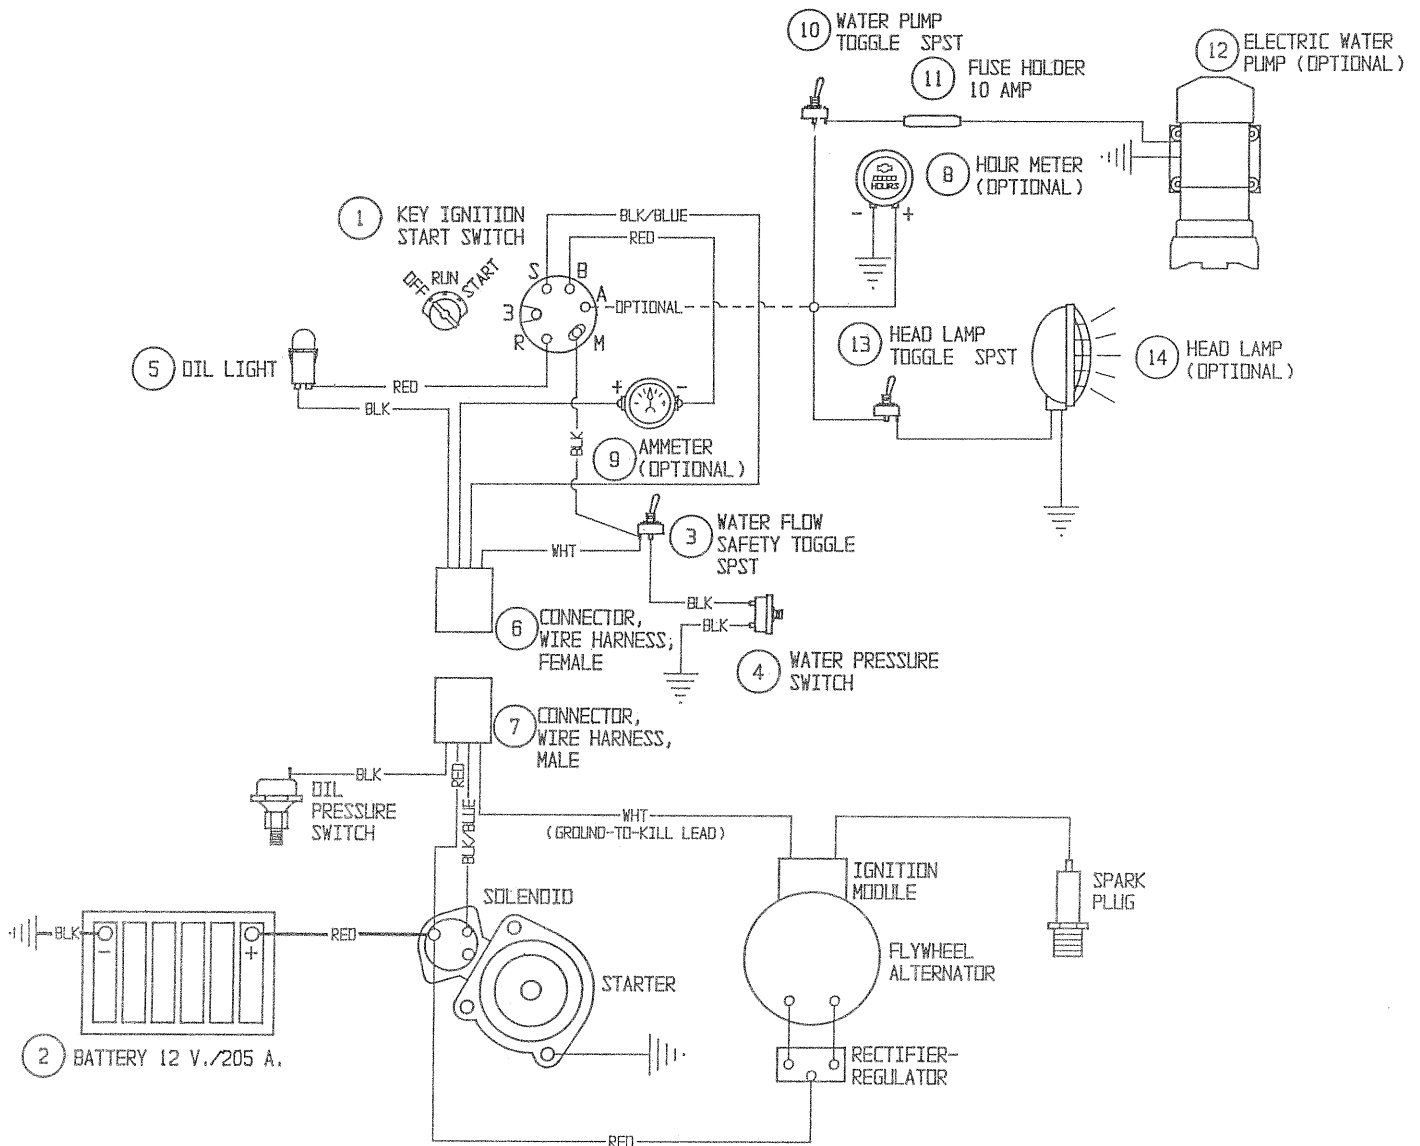 10
WATER PUMP
TOGGLE SPST
11
FUSE HOLDER
10 AMP
12
ELECTRIC WATER
PUMP (OPTIONAL)
HOURS
- +
8
HOUR METER
(OPTIONAL)
1
KEY IGNITION
START SWITCH
OFF RUN START
BLK/BLUE
RED
S B
A
3
R M
OPTIONAL
5
OIL LIGHT
RED
BLK
+ -
BLK
9
AMMETER
(OPTIONAL)
13
HEAD LAMP
TOGGLE SPST
14
HEAD LAMP
(OPTIONAL)
3
WATER FLOW
SAFETY TOGGLE
SPST
WHT
BLK
BLK
4
WATER PRESSURE
SWITCH
6
CONNECTOR,
WIRE HARNESS,
FEMALE
7
CONNECTOR,
WIRE HARNESS,
MALE
BLK
RED
BLK/BLUE
OIL
PRESSURE
SWITCH
WHT
(GROUND-TO-KILL LEAD)
IGNITION
MODULE
SPARK
PLUG
SOLENOID
BLK
- +
RED
STARTER
FLYWHEEL
ALTERNATOR
2
BATTERY 12 V./205 A.
RECTIFIER-
REGULATOR
RED